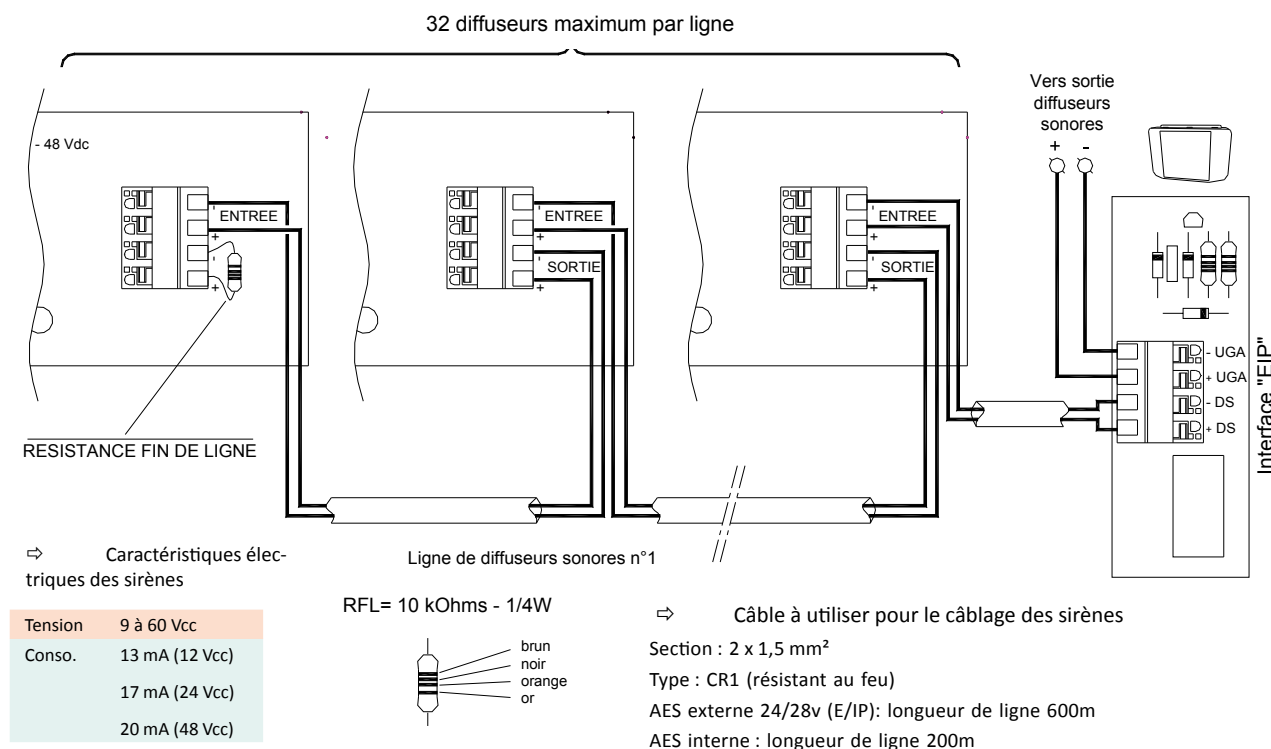 32 diffuseurs maximum par ligne
Vers sortie
diffuseurs
sonores
+ -
- 48 Vdc
- ENTREE
+
-
+
- ENTREE
+
- SORTIE
+
- ENTREE
+
- SORTIE
+
- UGA
+ UGA
- DS
+ DS
Interface "EIP"
RESISTANCE FIN DE LIGNE
Ligne de diffuseurs sonores n°1
⇨ Caractéristiques élec-
triques des sirènes
Tension 9 à 60 Vcc
Conso. 13 mA (12 Vcc)
17 mA (24 Vcc)
20 mA (48 Vcc)
RFL= 10 kOhms - 1/4W
brun
noir
orange
or
⇨ Câble à utiliser pour le câblage des sirènes
Section : 2 x 1,5 mm²
Type : CR1 (résistant au feu)
AES externe 24/28v (E/IP): longueur de ligne 600m
AES interne : longueur de ligne 200m